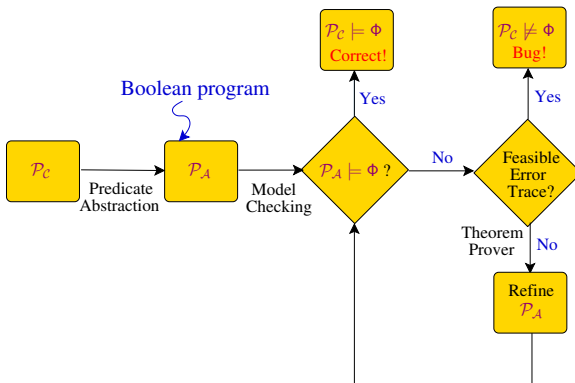 𝒫𝒞 ⊨ Φ
Correct!
𝒫𝒞 ⊭ Φ
Bug!
Boolean program
Yes
Yes
𝒫𝒞
Predicate
Abstraction
𝒫𝒜
Model
Checking
𝒫𝒜 ⊨ Φ ?
No
Feasible
Error
Trace?
Theorem
Prover
No
Refine
𝒫𝒜